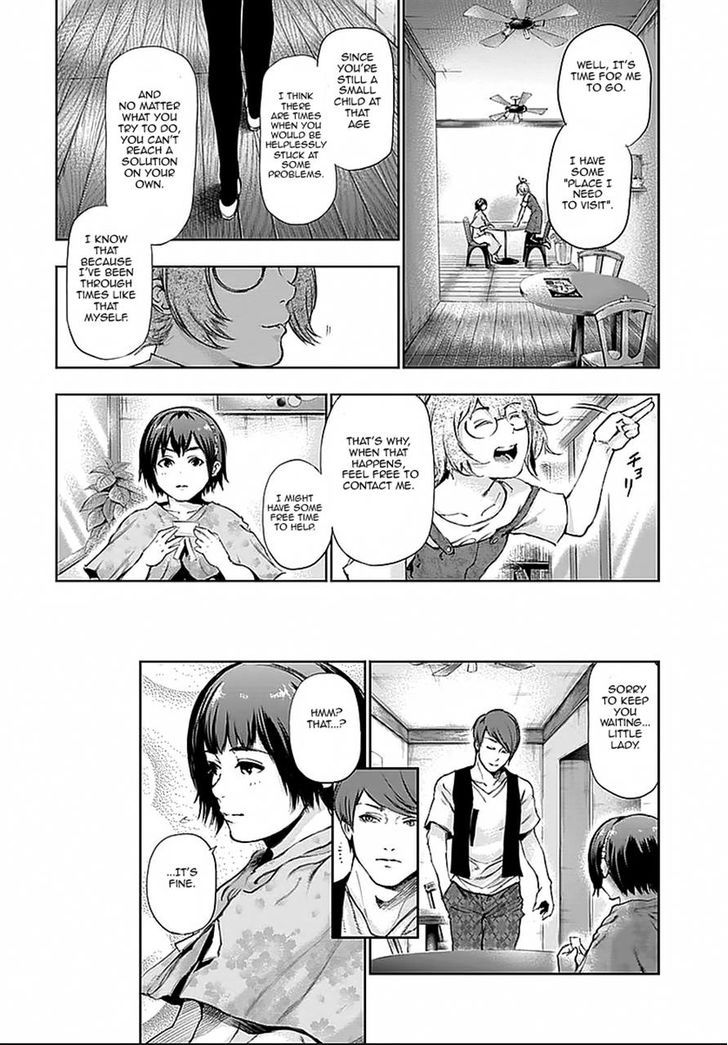 WELL, IT'S
TIME FOR ME
TO GO.
I HAVE
SOME
"PLACE I
NEED
TO VISIT".
SINCE
YOU'RE
STILL A
SMALL
CHILD AT
THAT
AGE
I THINK
THERE
ARE TIMES
WHEN YOU
WOULD BE
HELPLESSLY
STUCK AT
SOME
PROBLEMS.
AND
NO MATTER
WHAT YOU
TRY TO DO,
YOU CAN'T
REACH A
SOLUTION
ON YOUR
OWN.
I KNOW
THAT
BECAUSE
I'VE BEEN
THROUGH
TIMES LIKE
THAT
MYSELF.
THAT'S WHY,
WHEN THAT
HAPPENS,
FEEL FREE
TO CONTACT
ME.
チョリ
I MIGHT
HAVE SOME
FREE TIME
TO HELP.
SORRY
TO KEEP
YOU
WAITING...
LITTLE
LADY.
HMM?
THAT...?
...IT'S
FINE.